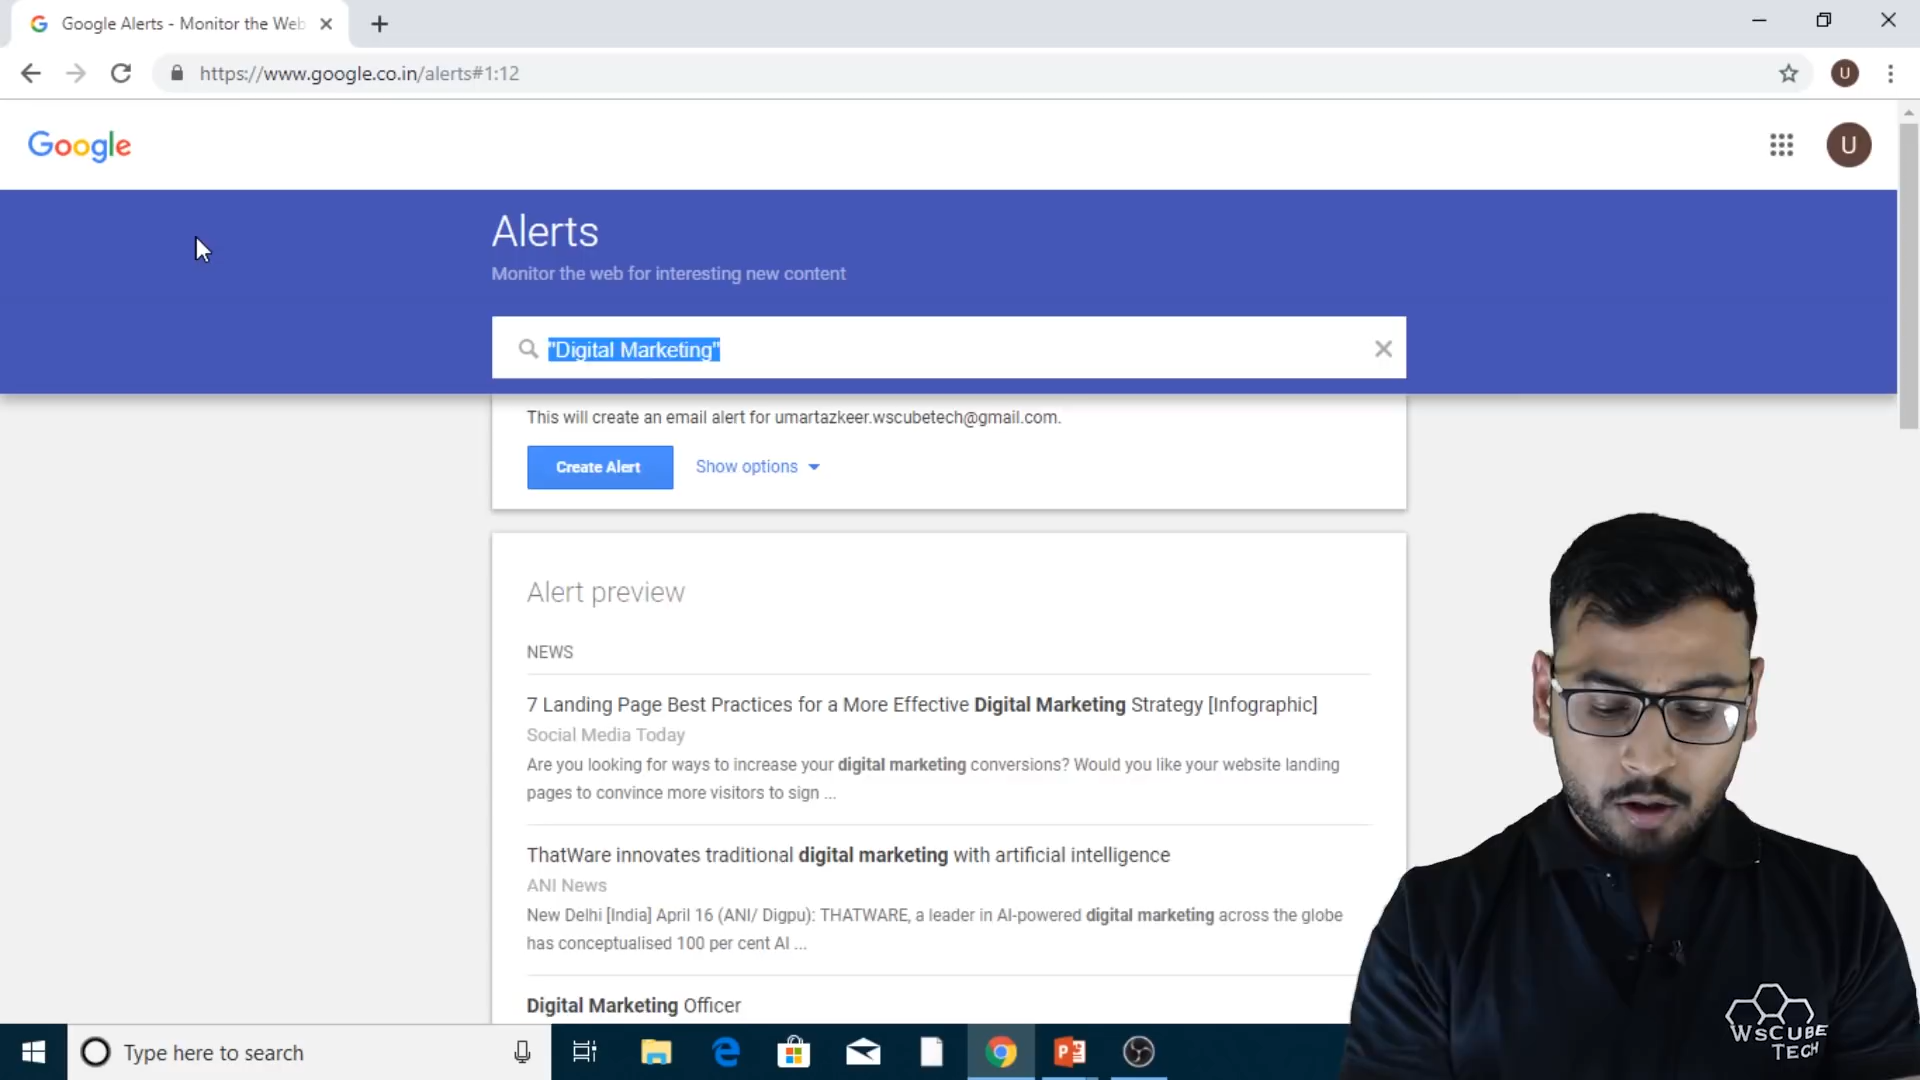 Google Alerts - Monitor the Web
https://www.google.co.in/alerts#1:12
U
Google
U
Alerts
Monitor the web for interesting new content
"Digital Marketing"
This will create an email alert for umartazkeer.wscubetech@gmail.com.
Create Alert
Show options
Alert preview
NEWS
7 Landing Page Best Practices for a More Effective Digital Marketing Strategy [Infographic]
Social Media Today
Are you looking for ways to increase your digital marketing conversions? Would you like your website landing
pages to convince more visitors to sign ...
ThatWare innovates traditional digital marketing with artificial intelligence
ANI News
New Delhi [India] April 16 (ANI/ Digpu): THATWARE, a leader in AI-powered digital marketing across the globe
has conceptualised 100 per cent AI ...
Digital Marketing Officer
Type here to search
WSCUBE
TECH